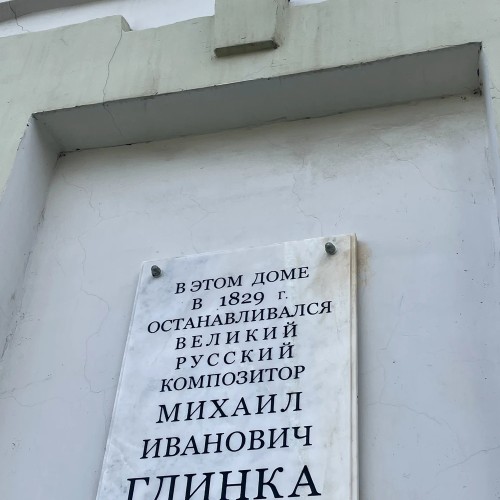 В ЭТОМ ДОМЕ
В 1829 г.
ОСТАНАВЛИВАЛСЯ
ВЕЛИКИЙ
РУССКИЙ
КОМПОЗИТОР
МИХАИЛ
ИВАНОВИЧ
ГЛИНКА